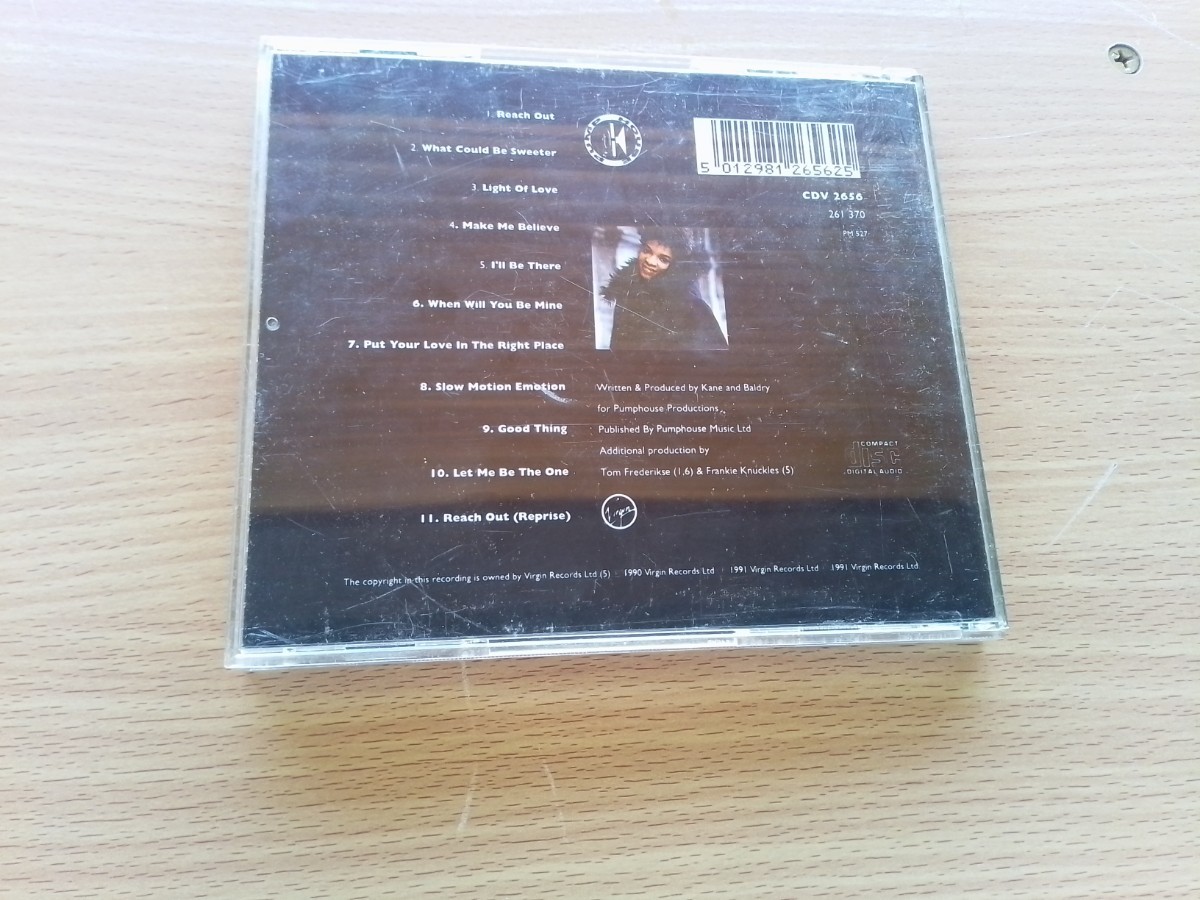 1. Reach Out
2. What Could Be Sweeter
3. Light Of Love
4. Make Me Believe
5. I'll Be There
6. When Will You Be Mine
7. Put Your Love In The Right Place
8. Slow Motion Emotion
9. Good Thing
10. Let Me Be The One
11. Reach Out (Reprise)
5 012981 265625
CDV 2656
261 370
PM 527
Written & Produced by Kane and Baldry
for Pumphouse Productions.
Published By Pumphouse Music Ltd
Additional production by
Tom Frederikse (1,6) & Frankie Knuckles (5)
COMPACT
disc
DIGITAL AUDIO
Virgin
The copyright in this recording is owned by Virgin Records Ltd (5) 1990 Virgin Records Ltd 1991 Virgin Records Ltd 1991 Virgin Records Ltd